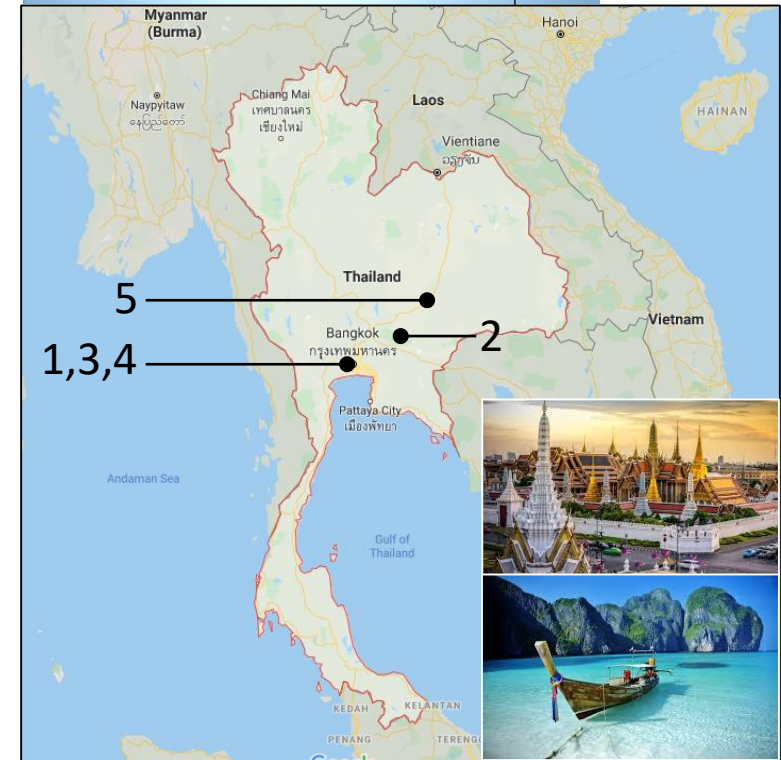 Myanmar
(Burma)
Hanoi
Chiang Mai
เทศบาลนคร
เชียงใหม่
Naypyitaw
နေပြည်တော်
Laos
HAINAN
Vientiane
ວຽງຈັນ
Thailand
5
Vietnam
Bangkok
กรุงเทพมหานคร
2
1,3,4
Pattaya City
เมืองพัทยา
Andaman Sea
Gulf of
Thailand
KEDAH
KELANTAN
PENANG